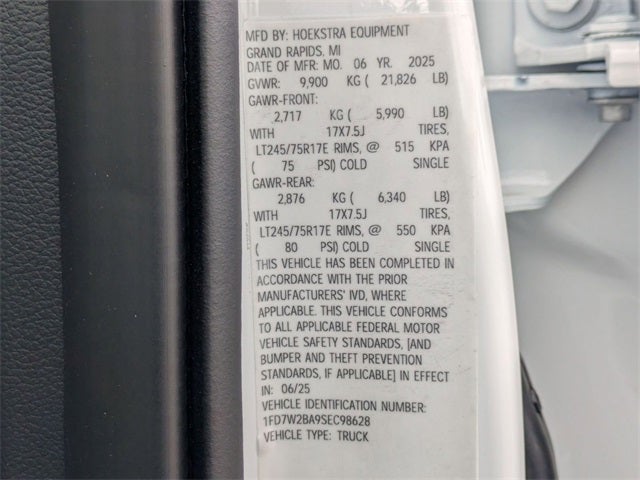 MFD BY: HOEKSTRA EQUIPMENT
GRAND RAPIDS, MI
DATE OF MFR: MO. 06 YR. 2025
GVWR: 9,900 KG ( 21,826 LB)
GAWR-FRONT:
2,717 KG ( 5,990 LB)
WITH 17X7.5J TIRES,
LT245/75R17E RIMS, @ 515 KPA
( 75 PSI) COLD SINGLE
GAWR-REAR:
2,876 KG ( 6,340 LB)
WITH 17X7.5J TIRES,
LT245/75R17E RIMS, @ 550 KPA
( 80 PSI) COLD SINGLE
THIS VEHICLE HAS BEEN COMPLETED IN
ACCORDANCE WITH THE PRIOR
MANUFACTURERS' IVD, WHERE
APPLICABLE. THIS VEHICLE CONFORMS
TO ALL APPLICABLE FEDERAL MOTOR
VEHICLE SAFETY STANDARDS, [AND
BUMPER AND THEFT PREVENTION
STANDARDS, IF APPLICABLE] IN EFFECT
IN: 06/25
VEHICLE IDENTIFICATION NUMBER:
1FD7W2BA9SEC98628
VEHICLE TYPE: TRUCK